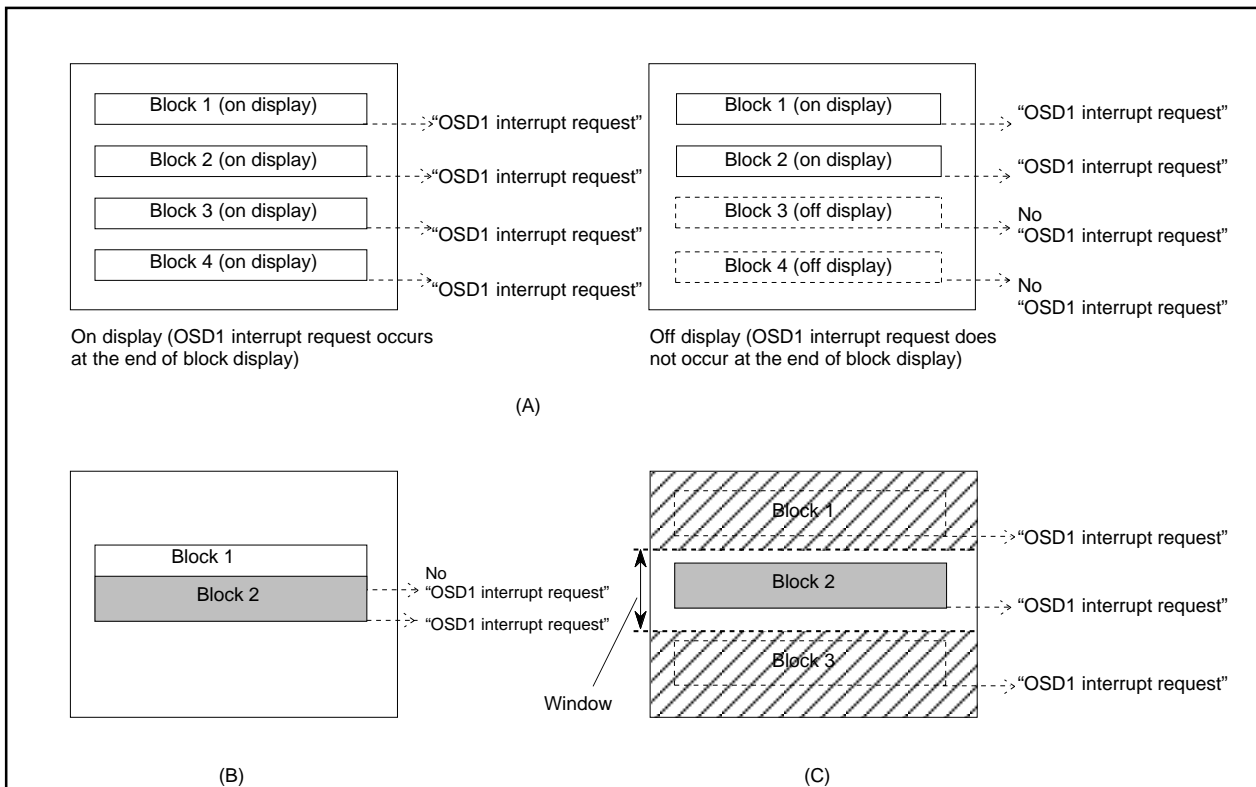 Block 1 (on display)
“OSD1 interrupt request”
Block 2 (on display)
“OSD1 interrupt request”
Block 3 (on display)
“OSD1 interrupt request”
Block 4 (on display)
“OSD1 interrupt request”
On display (OSD1 interrupt request occurs
at the end of block display)
Block 1 (on display)
“OSD1 interrupt request”
Block 2 (on display)
“OSD1 interrupt request”
Block 3 (off display)
No
“OSD1 interrupt request”
Block 4 (off display)
No
“OSD1 interrupt request”
Off display (OSD1 interrupt request does
not occur at the end of block display)
(A)
Block 1
Block 2
No
“OSD1 interrupt request”
“OSD1 interrupt request”
(B)
Block 1
“OSD1 interrupt request”
Block 2
“OSD1 interrupt request”
Block 3
“OSD1 interrupt request”
Window
(C)